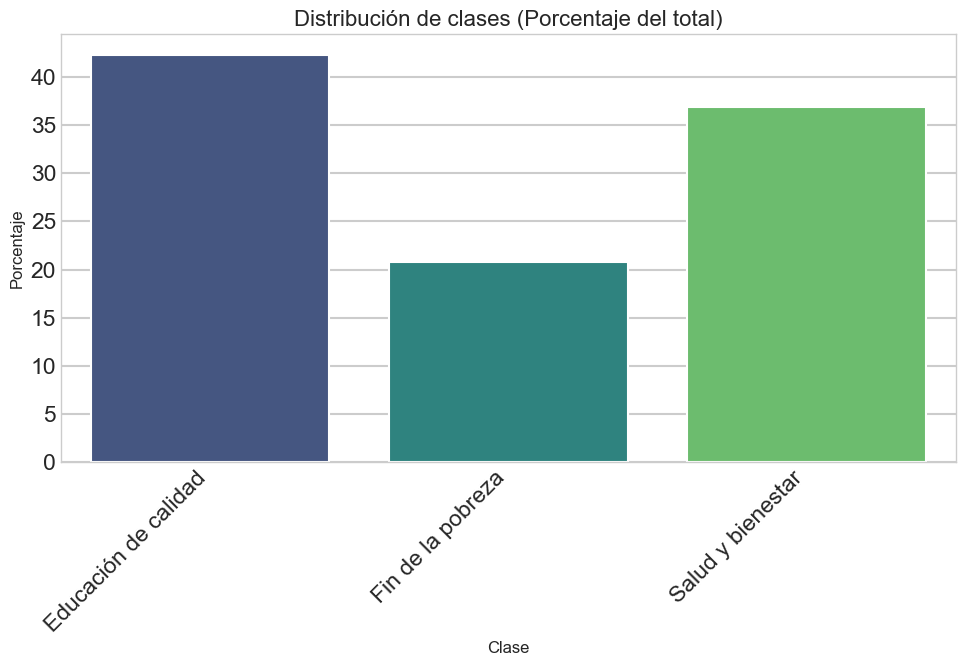 Distribución de clases (Porcentaje del total)
Porcentaje
40
35
30
25
20
15
10
5
0
Educación de calidad
Fin de la pobreza
Salud y bienestar
Clase